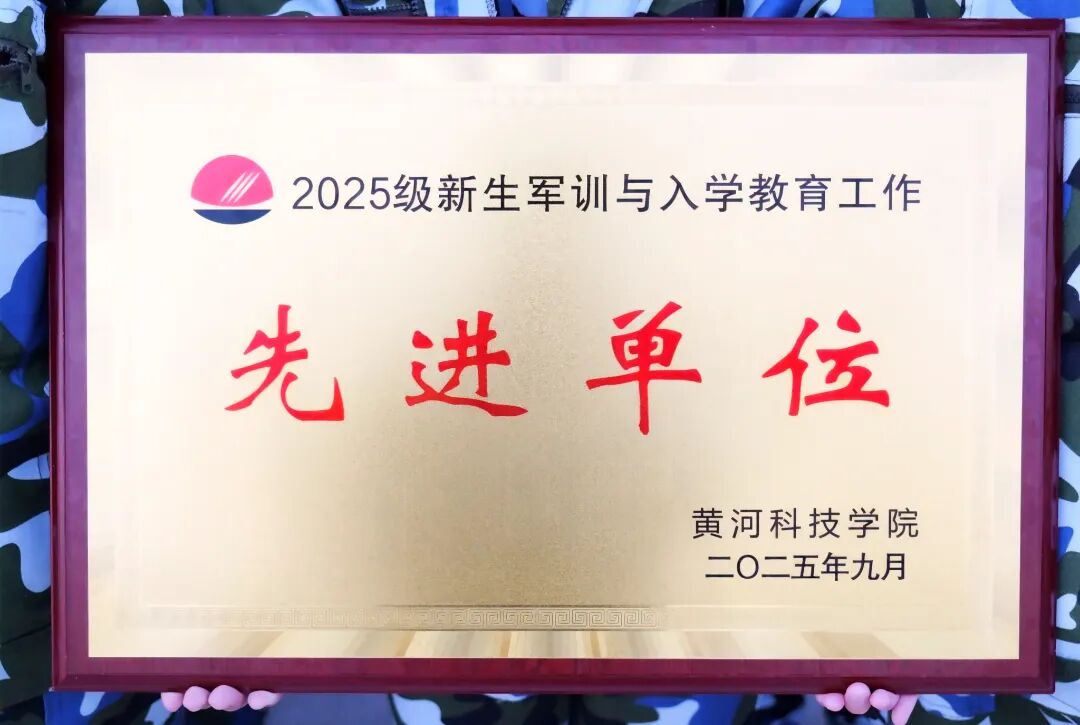 2025级新生军训与入学教育工作
先进单位
黄河科技学院
二〇二五年九月